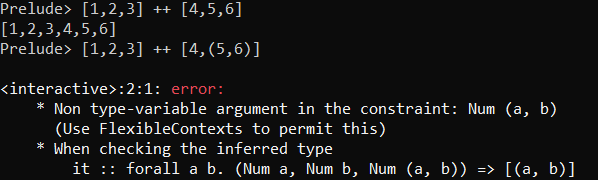 Prelude> [1,2,3] ++ [4,5,6]
[1,2,3,4,5,6]
Prelude> [1,2,3] ++ [4,(5,6)]
<interactive>:2:1: error:
    * Non type-variable argument in the constraint: Num (a, b)
      (Use FlexibleContexts to permit this)
    * When checking the inferred type
        it :: forall a b. (Num a, Num b, Num (a, b)) => [(a, b)]